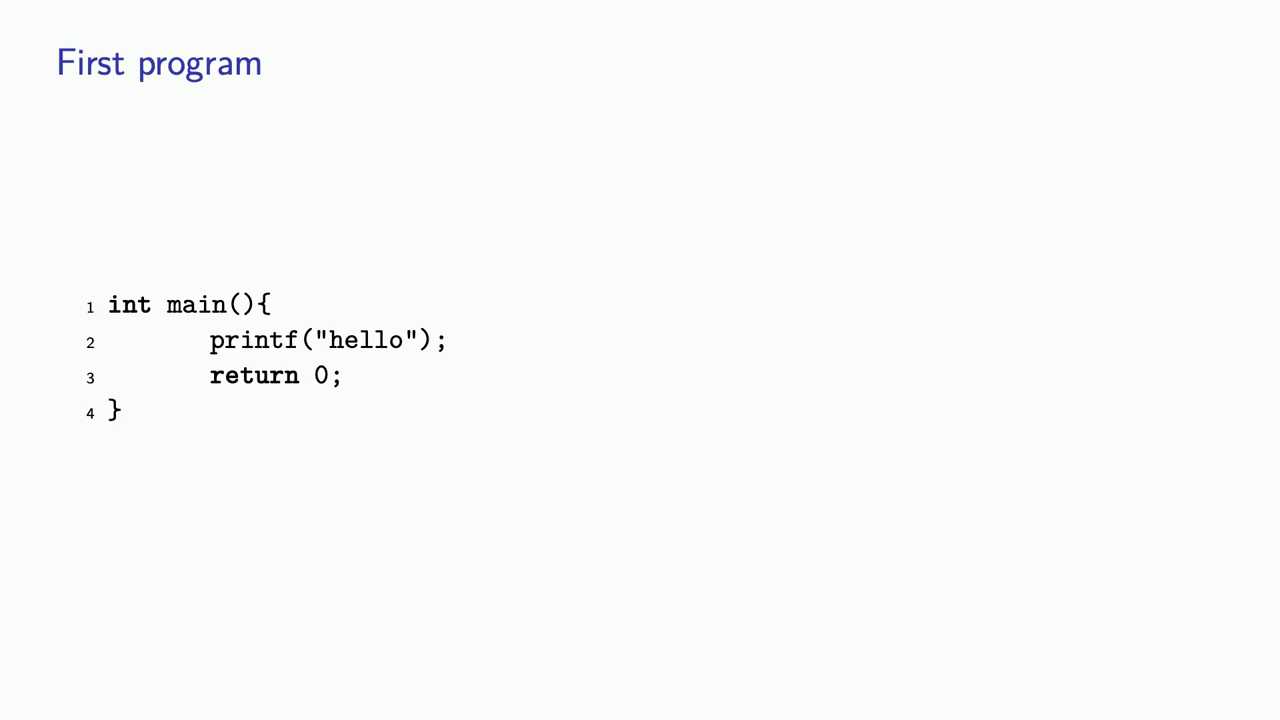 First program
1 int main(){
2 printf("hello");
3 return 0;
4 }